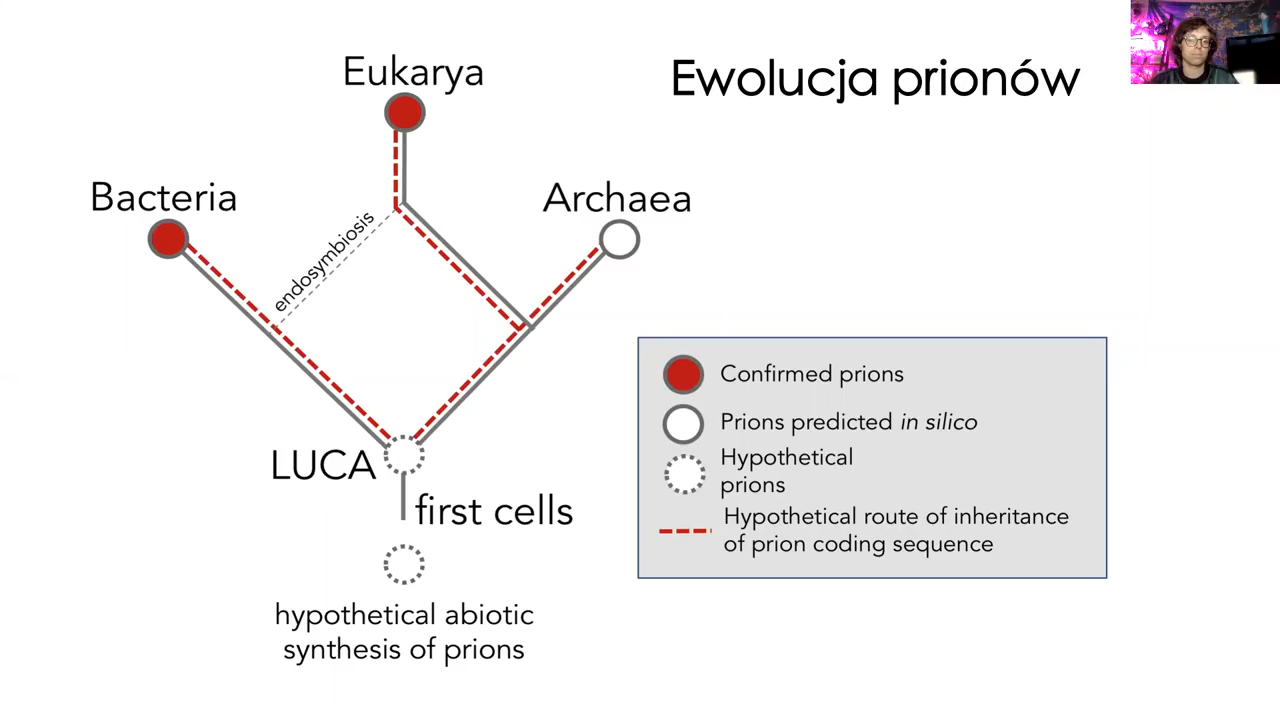 Ewolucja prionów
Eukarya
Bacteria
Archaea
endosymbiosis
LUCA
first cells
hypothetical abiotic
synthesis of prions
Confirmed prions
Prions predicted in silico
Hypothetical
prions
Hypothetical route of inheritance
of prion coding sequence